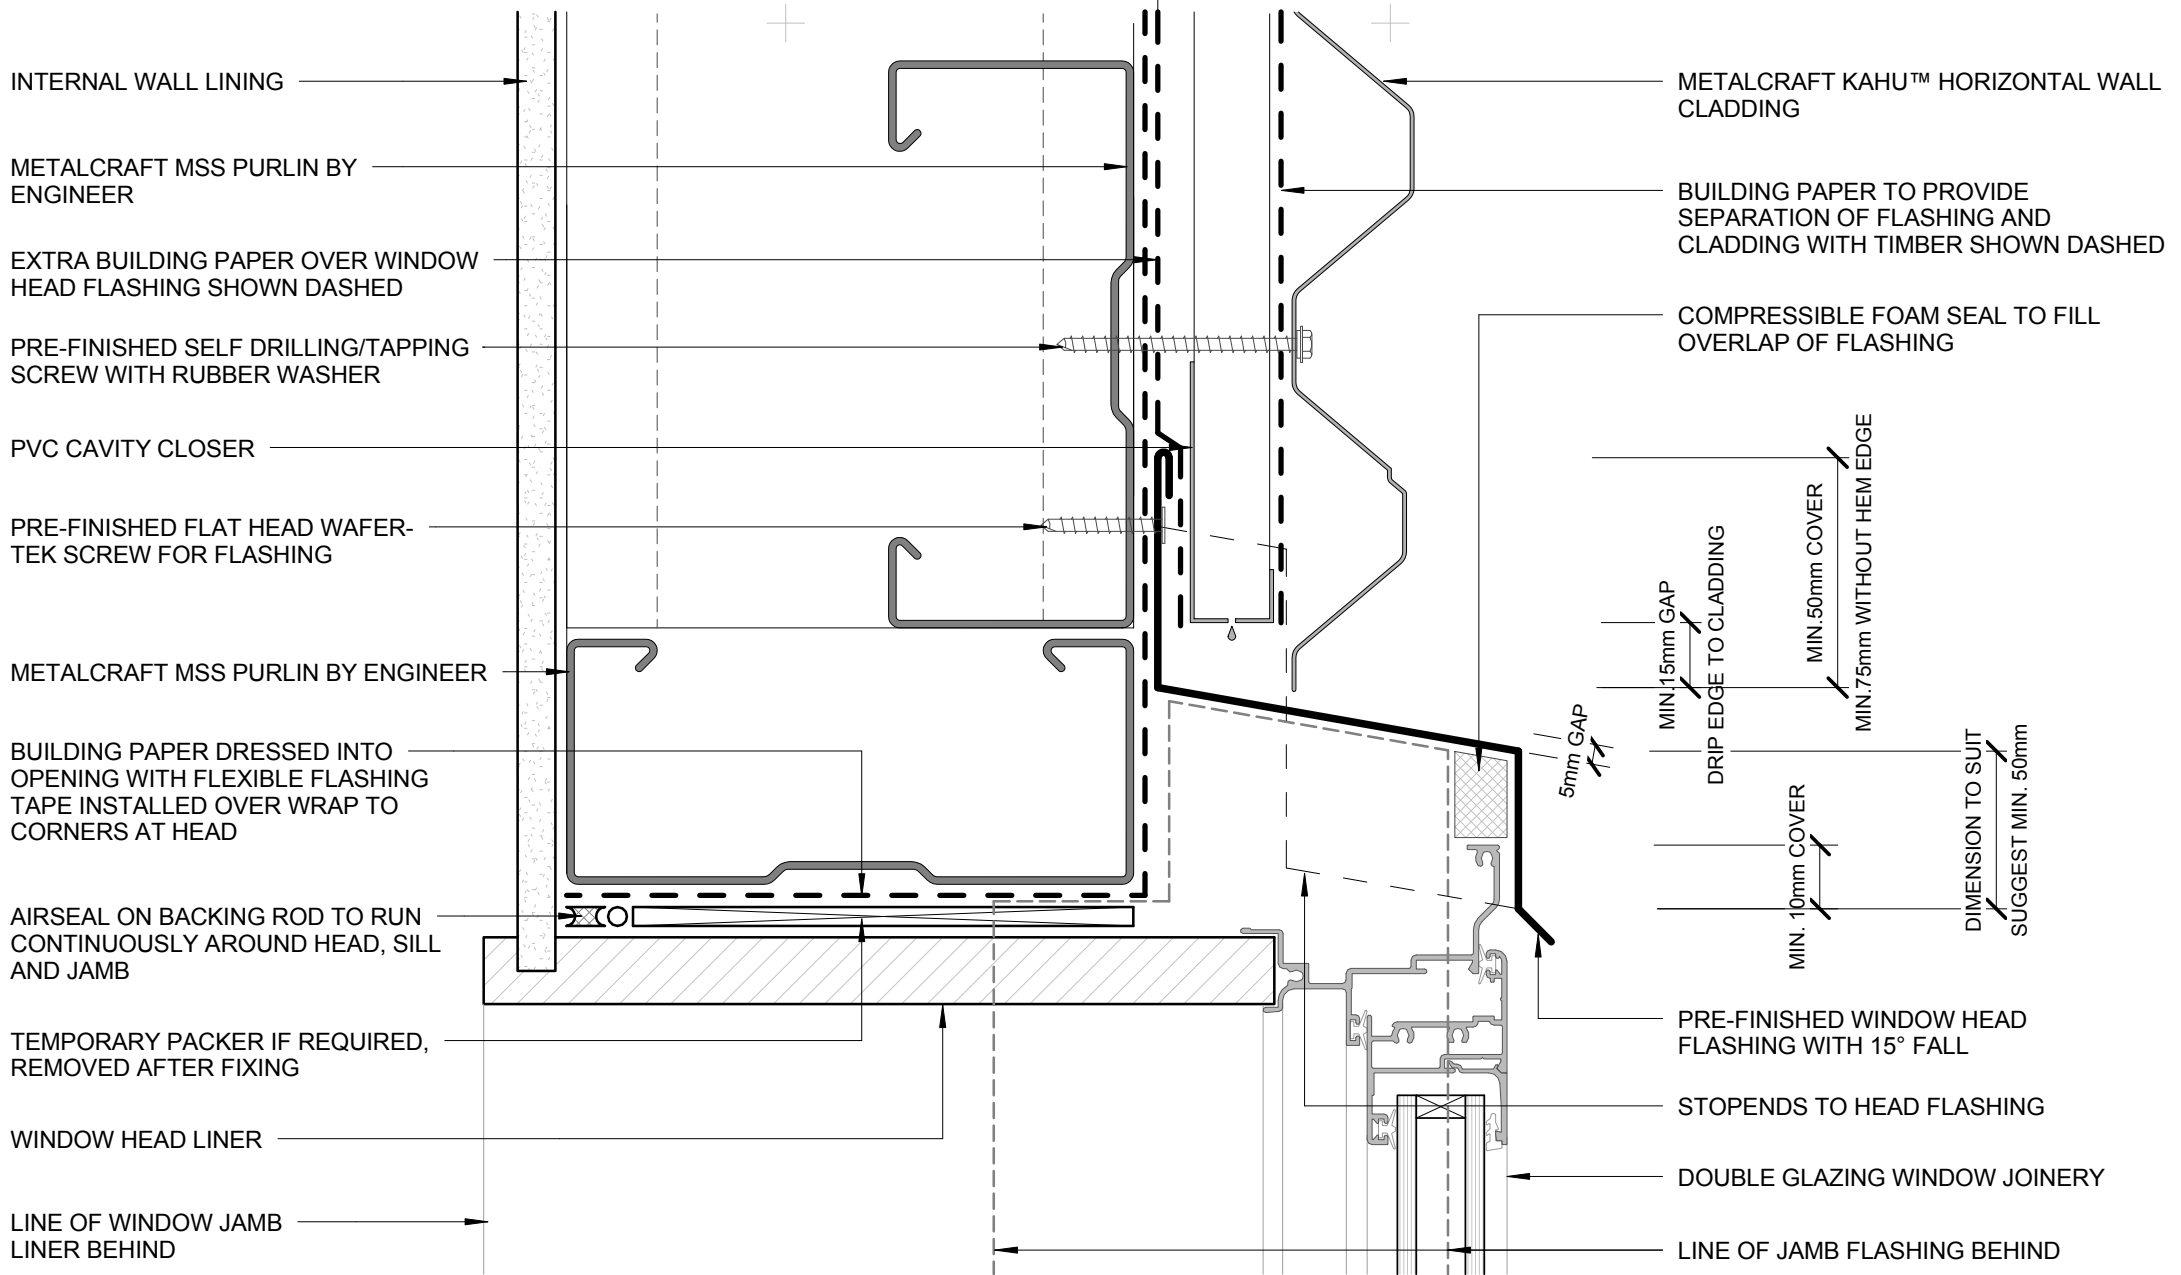 INTERNAL WALL LINING
METALCRAFT MSS PURLIN BY
ENGINEER
EXTRA BUILDING PAPER OVER WINDOW
HEAD FLASHING SHOWN DASHED
PRE-FINISHED SELF DRILLING/TAPPING
SCREW WITH RUBBER WASHER
PVC CAVITY CLOSER
PRE-FINISHED FLAT HEAD WAFER-
TEK SCREW FOR FLASHING
METALCRAFT MSS PURLIN BY ENGINEER
BUILDING PAPER DRESSED INTO
OPENING WITH FLEXIBLE FLASHING
TAPE INSTALLED OVER WRAP TO
CORNERS AT HEAD
AIRSEAL ON BACKING ROD TO RUN
CONTINUOUSLY AROUND HEAD, SILL
AND JAMB
TEMPORARY PACKER IF REQUIRED,
REMOVED AFTER FIXING
WINDOW HEAD LINER
LINE OF WINDOW JAMB
LINER BEHIND
METALCRAFT KAHU™ HORIZONTAL WALL
CLADDING
BUILDING PAPER TO PROVIDE
SEPARATION OF FLASHING AND
CLADDING WITH TIMBER SHOWN DASHED
COMPRESSIBLE FOAM SEAL TO FILL
OVERLAP OF FLASHING
5mm GAP
MIN.15mm GAP
DRIP EDGE TO CLADDING
MIN.50mm COVER
MIN.75mm WITHOUT HEM EDGE
MIN. 10mm COVER
DIMENSION TO SUIT
SUGGEST MIN. 50mm
PRE-FINISHED WINDOW HEAD
FLASHING WITH 15° FALL
STOPENDS TO HEAD FLASHING
DOUBLE GLAZING WINDOW JOINERY
LINE OF JAMB FLASHING BEHIND